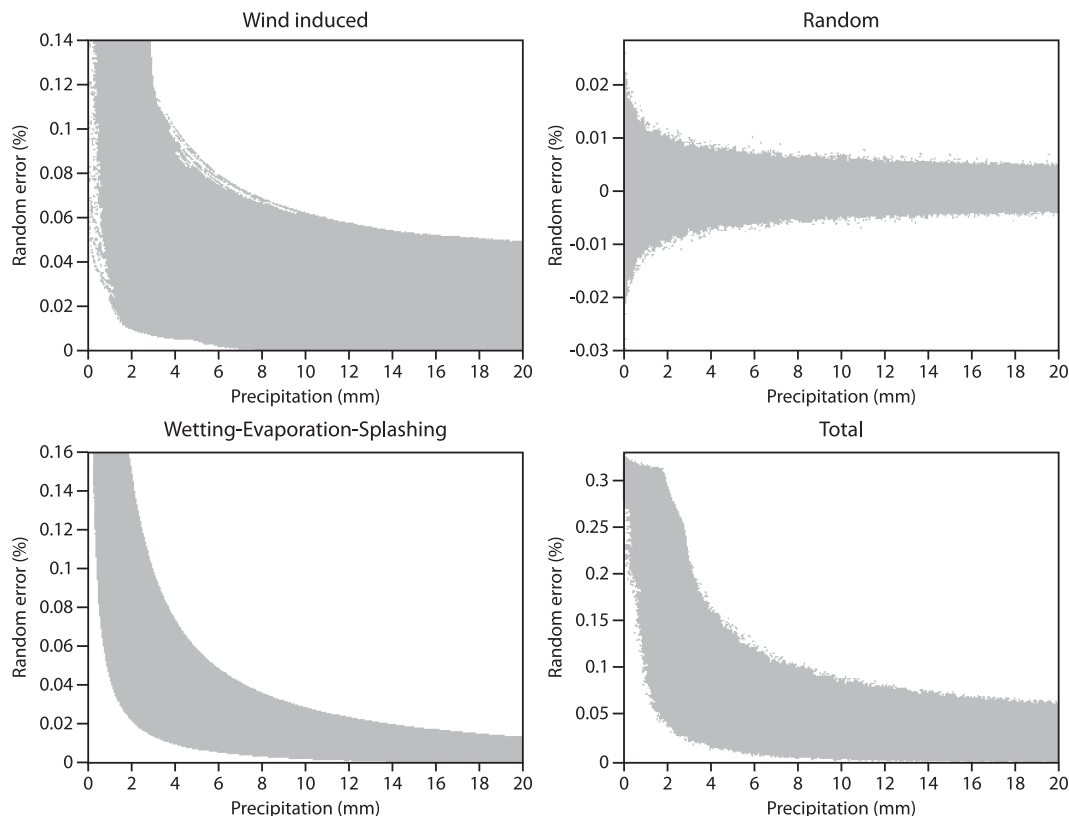 Wind induced
0.14
0.12
0.1
0.08
0.06
0.04
0.02
0
Random error (%)
0 2 4 6 8 10 12 14 16 18 20
Precipitation (mm)
Random
0.02
0.01
0
-0.01
-0.02
-0.03
Random error (%)
0 2 4 6 8 10 12 14 16 18 20
Precipitation (mm)
Wetting-Evaporation-Splashing
0.16
0.14
0.12
0.1
0.08
0.06
0.04
0.02
0
Random error (%)
0 2 4 6 8 10 12 14 16 18 20
Precipitation (mm)
Total
0.3
0.25
0.2
0.15
0.1
0.05
0
Random error (%)
0 2 4 6 8 10 12 14 16 18 20
Precipitation (mm)